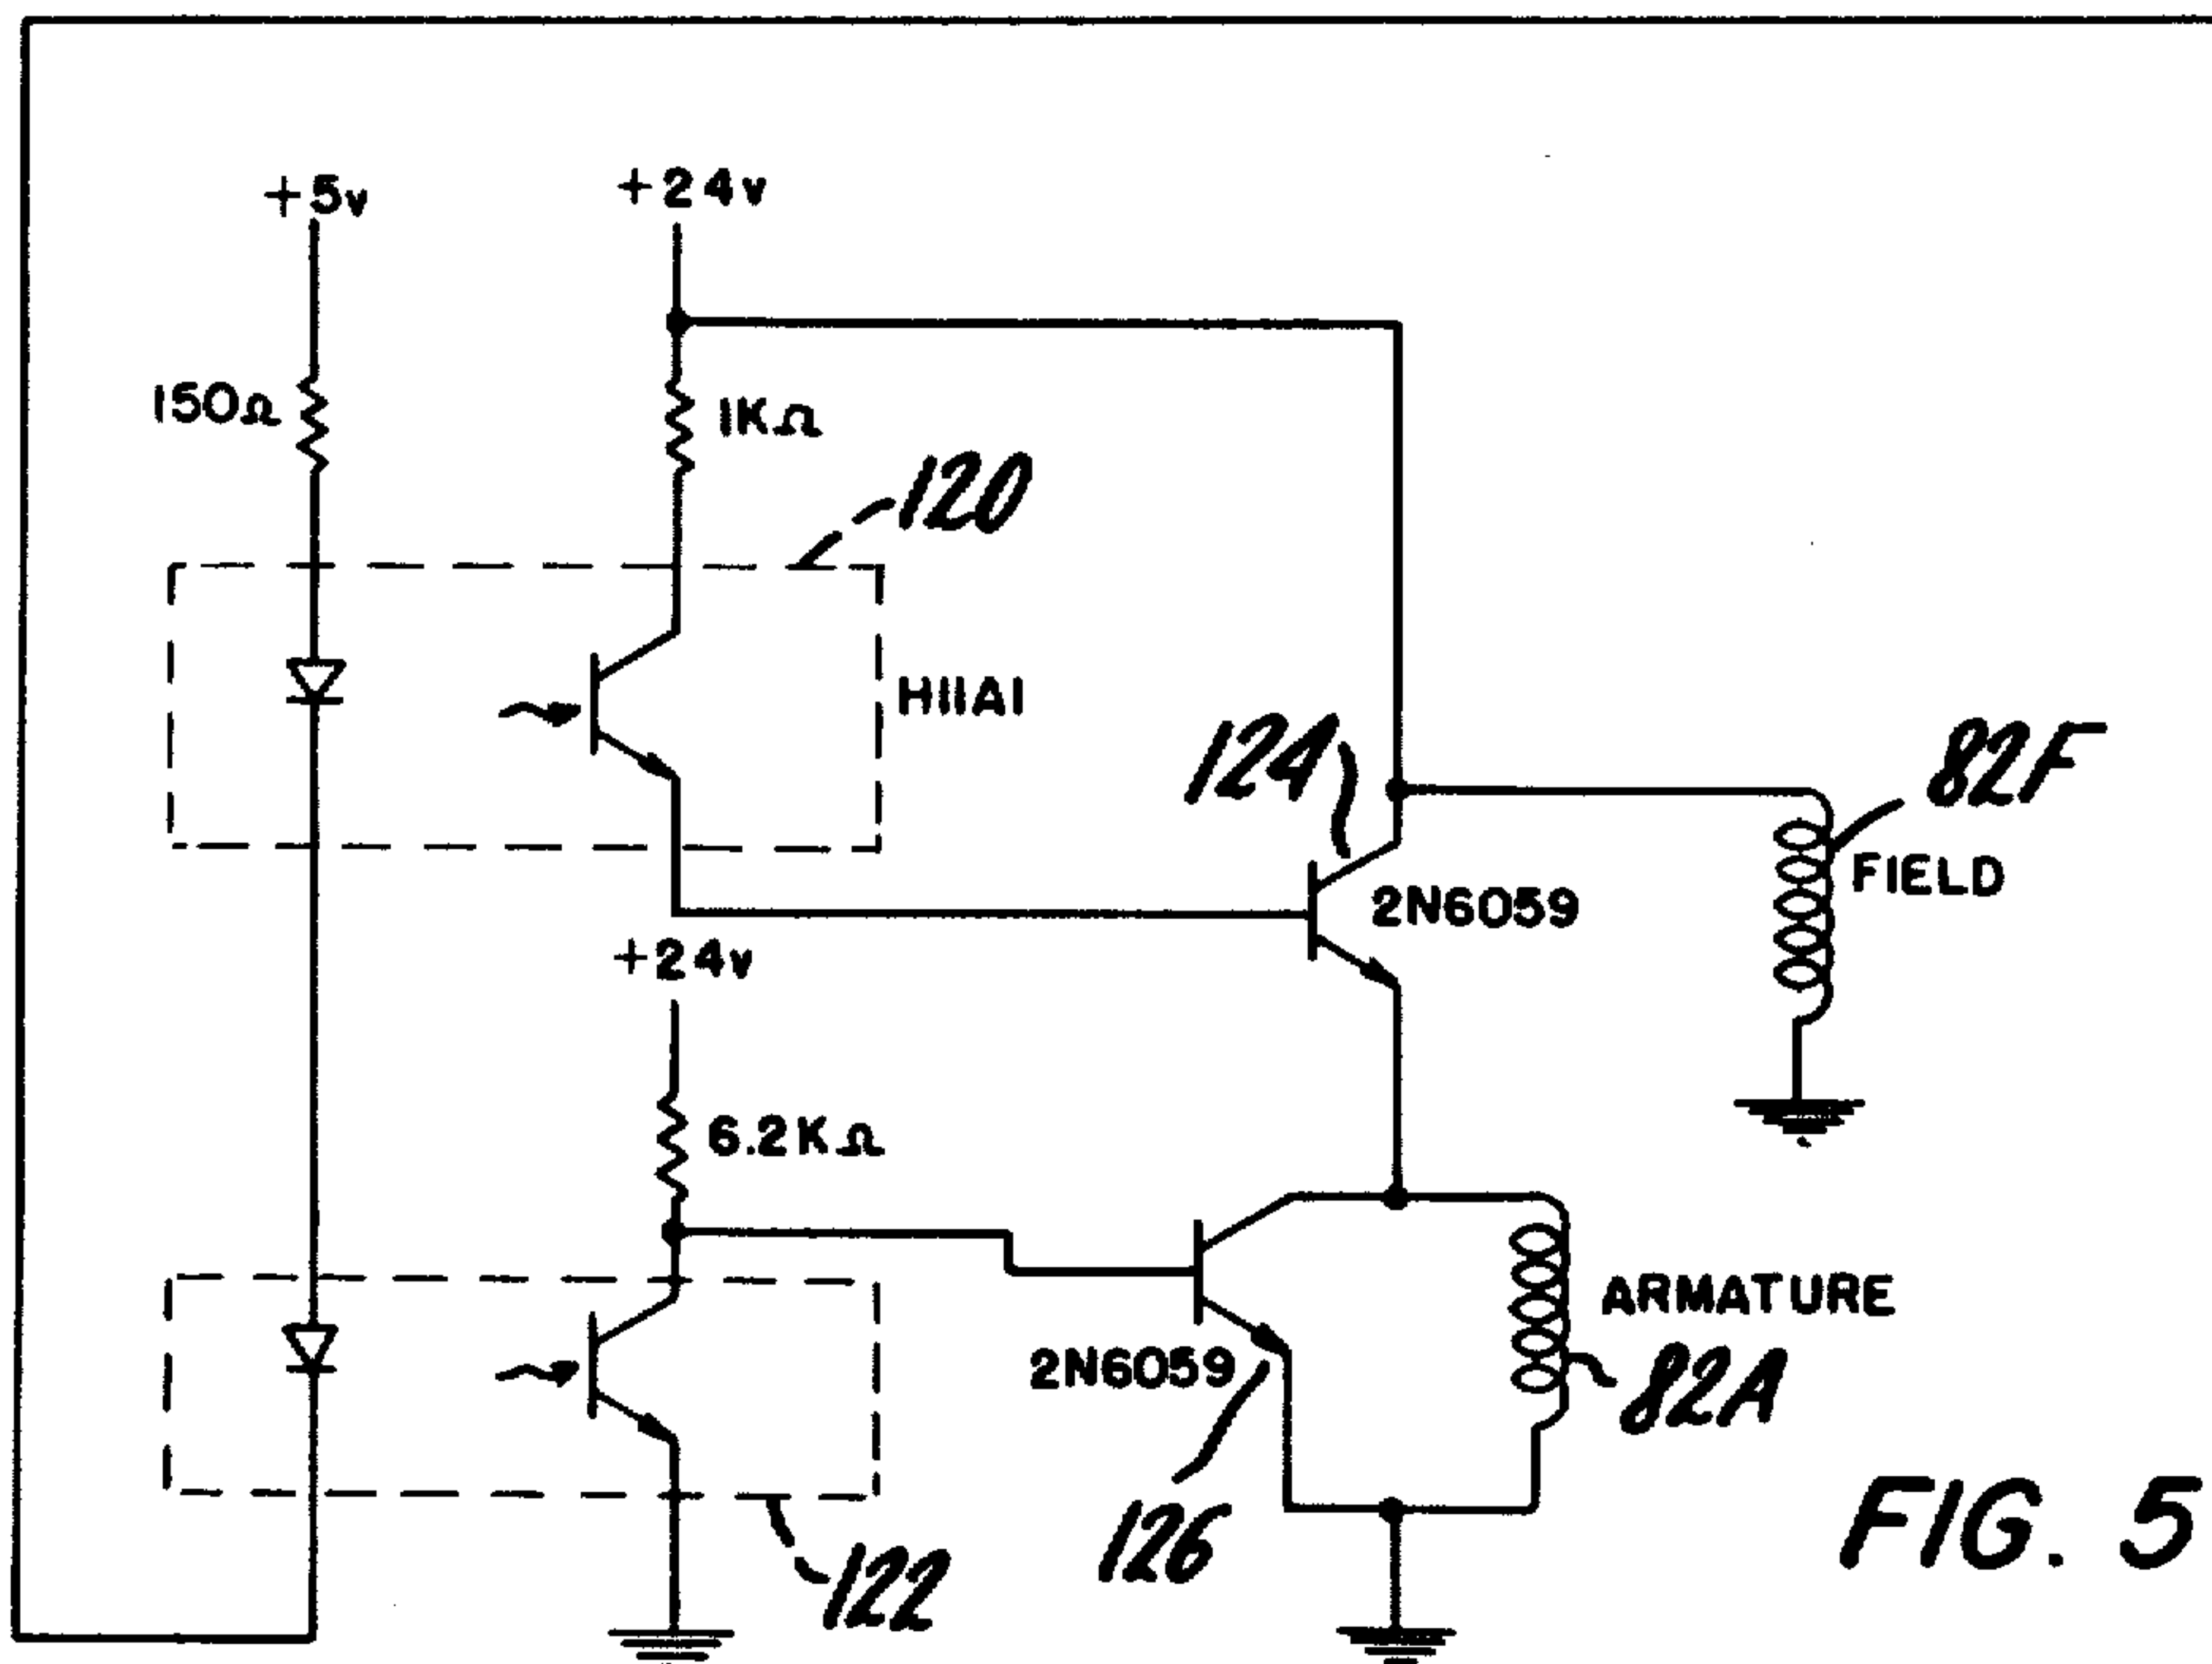 +5v
+24v
150Ω
1KΩ
120
H11A1
124
82F
FIELD
2N6059
+24v
6.2KΩ
ARMATURE
2N6059
82A
126
122
FIG. 5